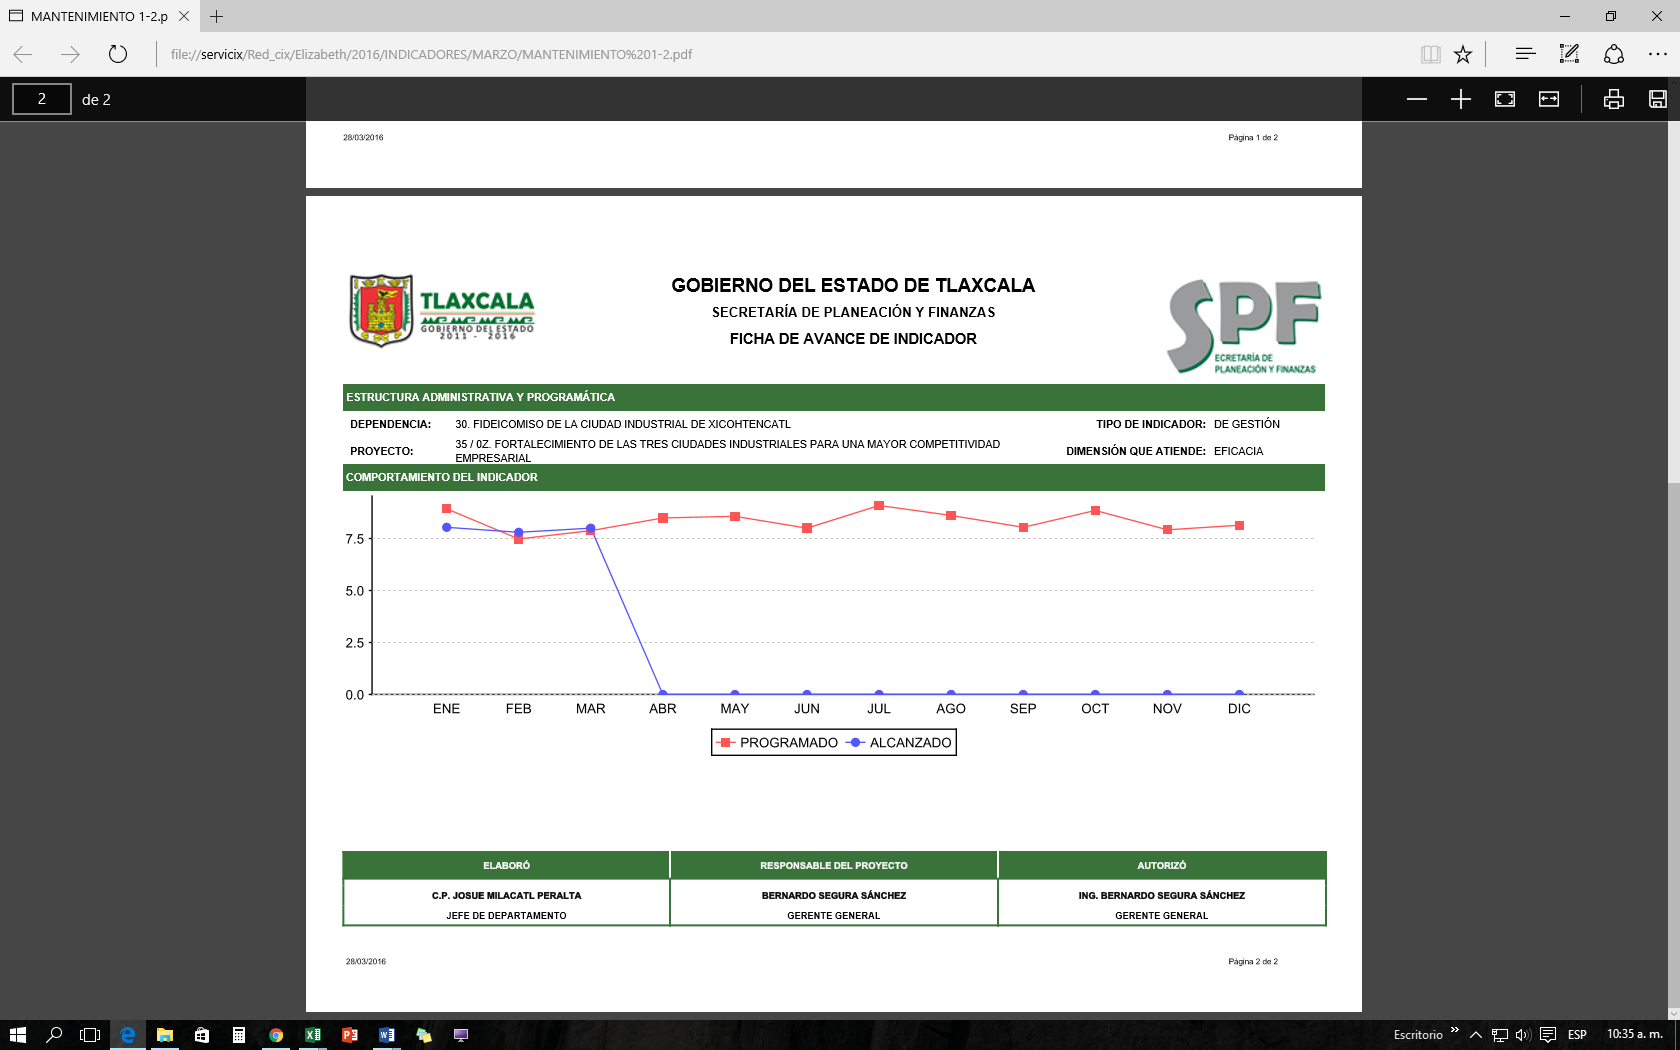 MANTENIMIENTO 1-2.p
file://servicix/Red_cix/Elizabeth/2016/INDICADORES/MARZO/MANTENIMIENTO%201-2.pdf
2 de 2
28/03/2016 Página 1 de 2
TLAXCALA
GOBIERNO DEL ESTADO
2011 - 2016
GOBIERNO DEL ESTADO DE TLAXCALA
SECRETARÍA DE PLANEACIÓN Y FINANZAS
FICHA DE AVANCE DE INDICADOR
SPF
ECRETARÍA DE
PLANEACIÓN Y FINANZAS
ESTRUCTURA ADMINISTRATIVA Y PROGRAMÁTICA
DEPENDENCIA: 30. FIDEICOMISO DE LA CIUDAD INDUSTRIAL DE XICOHTENCATL TIPO DE INDICADOR: DE GESTIÓN
PROYECTO: 35 / 0Z. FORTALECIMIENTO DE LAS TRES CIUDADES INDUSTRIALES PARA UNA MAYOR COMPETITIVIDAD
EMPRESARIAL
DIMENSIÓN QUE ATIENDE: EFICACIA
COMPORTAMIENTO DEL INDICADOR
7.5
5.0
2.5
0.0
ENE FEB MAR ABR MAY JUN JUL AGO SEP OCT NOV DIC
PROGRAMADO ALCANZADO
ELABORÓ RESPONSABLE DEL PROYECTO AUTORIZÓ
C.P. JOSUE MILACATL PERALTA BERNARDO SEGURA SÁNCHEZ ING. BERNARDO SEGURA SÁNCHEZ
JEFE DE DEPARTAMENTO GERENTE GENERAL GERENTE GENERAL
28/03/2016 Página 2 de 2
Escritorio ESP 10:35 a. m.